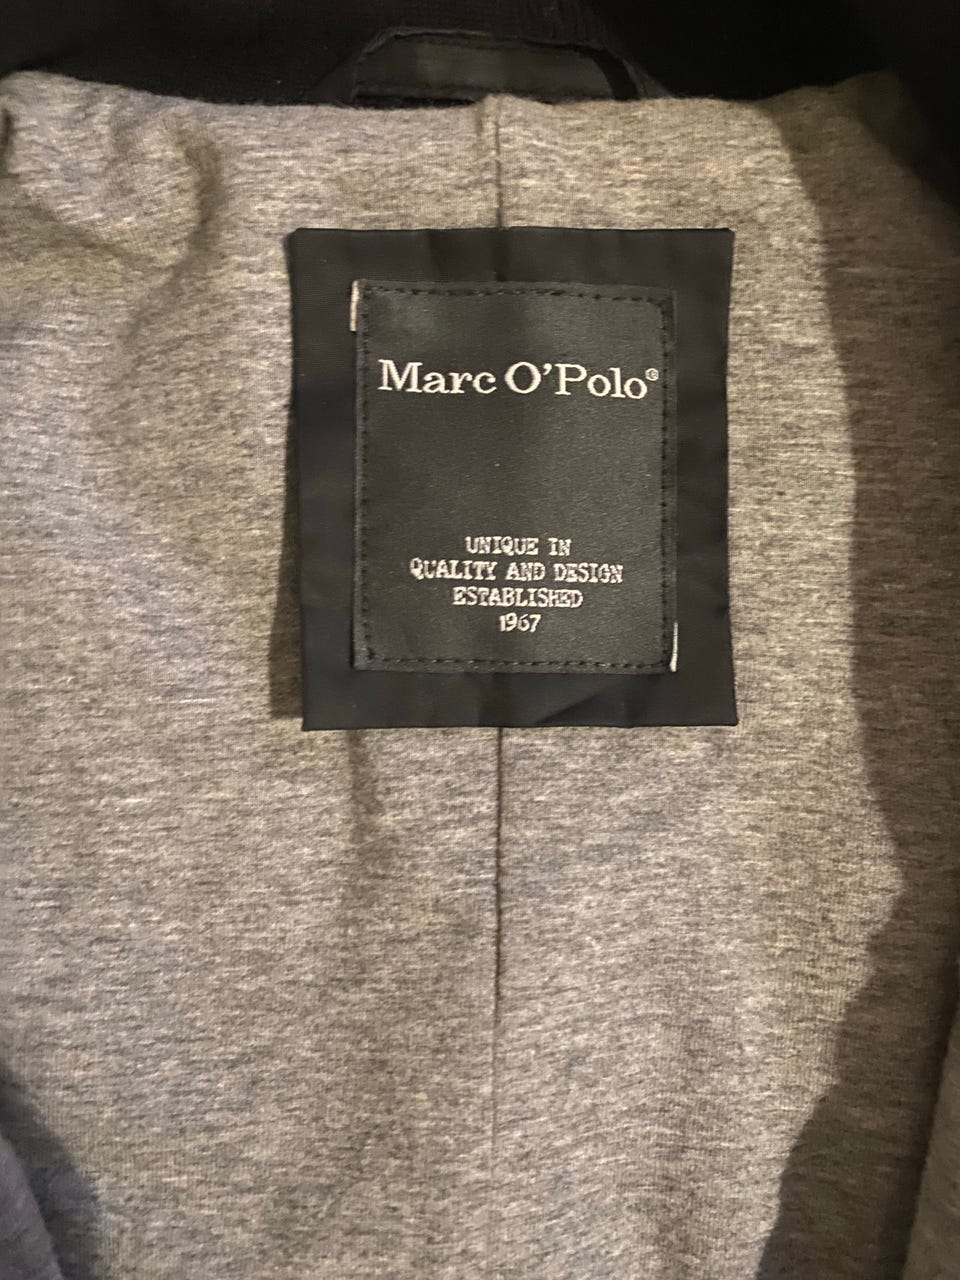 Marc O'Polo®
UNIQUE IN
QUALITY AND DESIGN
ESTABLISHED
1967